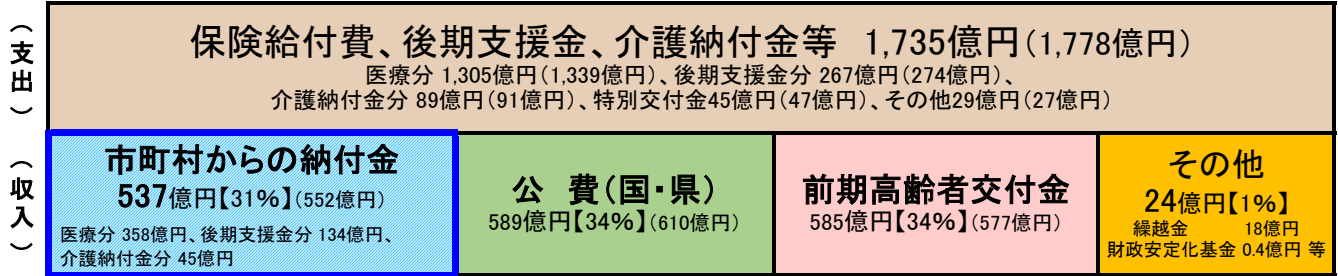 （支出）
保険給付費、後期支援金、介護納付金等　1,735億円（1,778億円）
医療分 1,305億円（1,339億円）、後期支援金分 267億円（274億円）、
介護納付金分 89億円（91億円）、特別交付金45億円（47億円）、その他29億円（27億円）
（収入）
市町村からの納付金
537億円【31%】（552億円）
医療分 358億円、後期支援金分 134億円、
介護納付金分 45億円
公　費（国・県）
589億円【34%】（610億円）
前期高齢者交付金
585億円【34%】（577億円）
その他
24億円【1%】
繰越金　　　　18億円
財政安定化基金 0.4億円 等